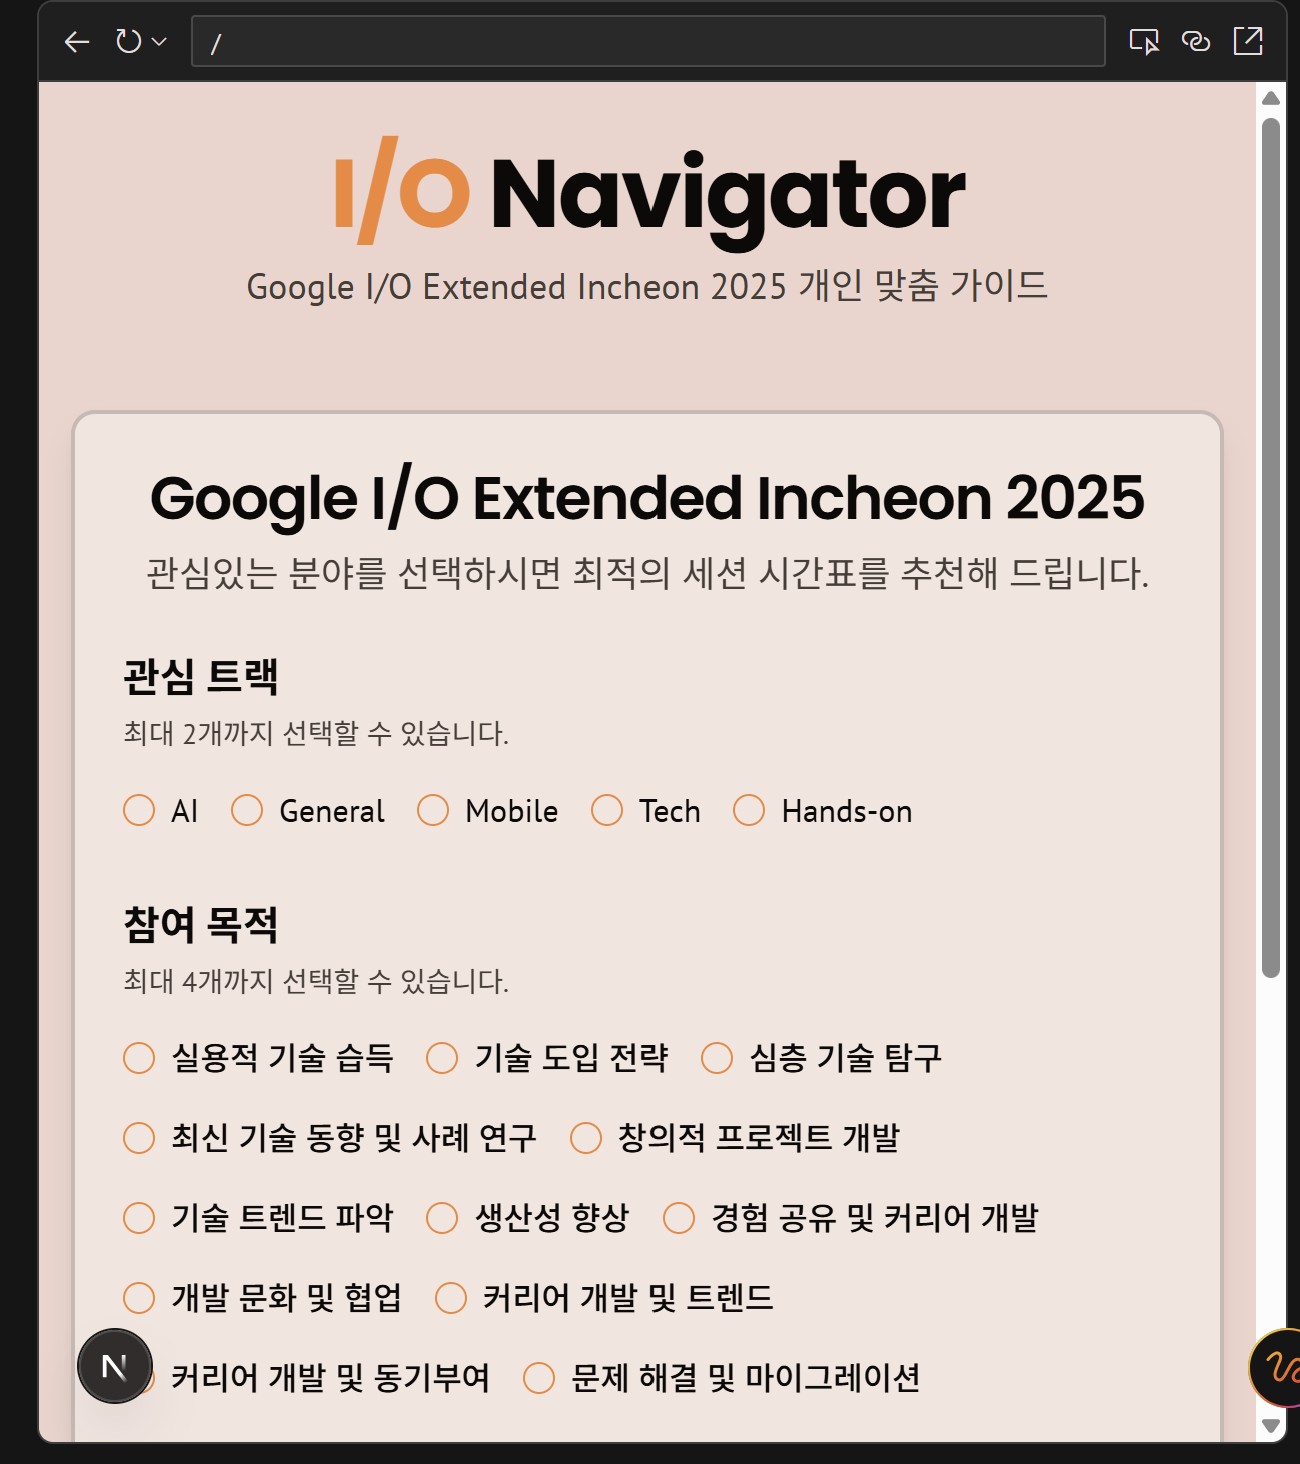 /
I/O Navigator
Google I/O Extended Incheon 2025 개인 맞춤 가이드
Google I/O Extended Incheon 2025
관심있는 분야를 선택하시면 최적의 세션 시간표를 추천해 드립니다.
관심 트랙
최대 2개까지 선택할 수 있습니다.
AI General Mobile Tech Hands-on
참여 목적
최대 4개까지 선택할 수 있습니다.
실용적 기술 습득 기술 도입 전략 심층 기술 탐구
최신 기술 동향 및 사례 연구 창의적 프로젝트 개발
기술 트렌드 파악 생산성 향상 경험 공유 및 커리어 개발
개발 문화 및 협업 커리어 개발 및 트렌드
N 커리어 개발 및 동기부여 문제 해결 및 마이그레이션